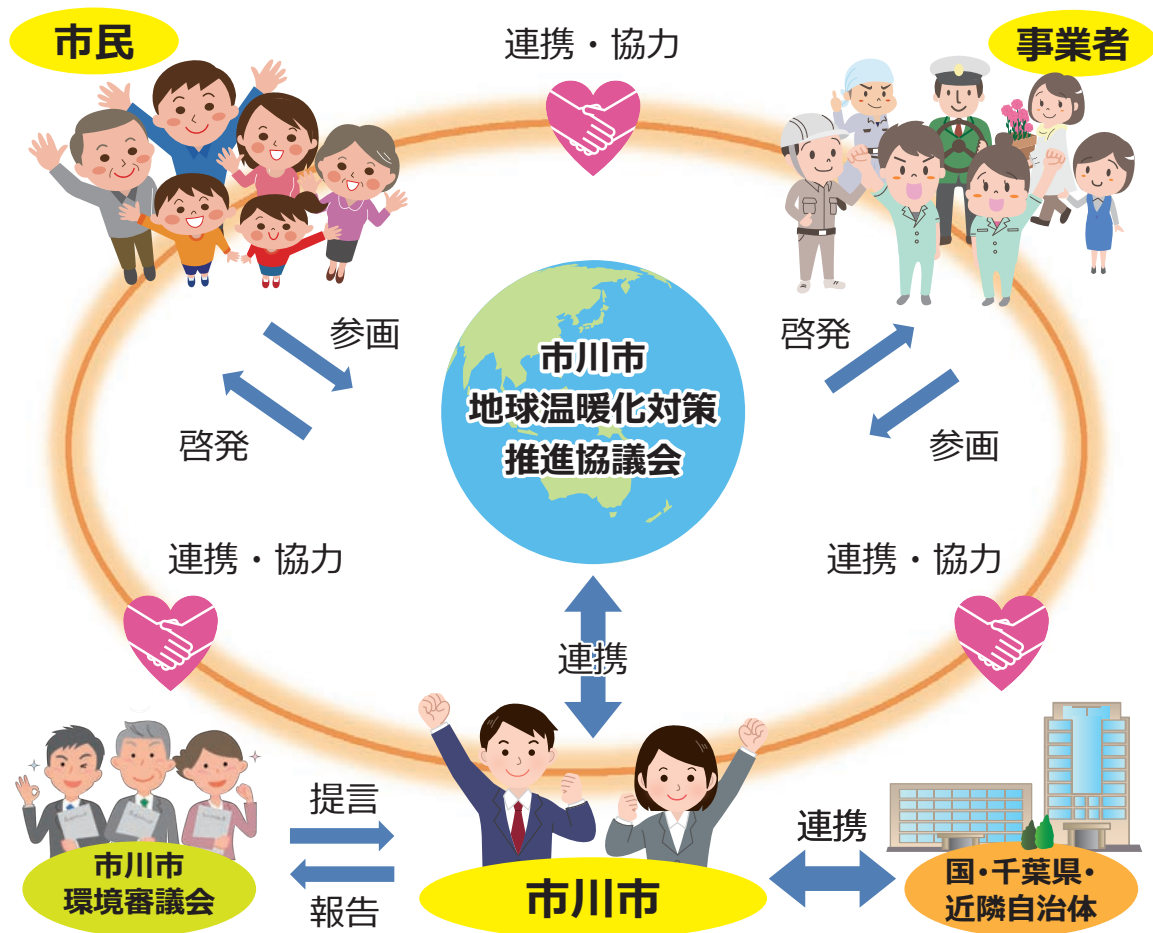 市民
連携・協力
事業者
参画
啓発
啓発
参画
市川市
地球温暖化対策
推進協議会
連携・協力
連携・協力
連携
提言
報告
連携
市川市
環境審議会
市川市
国・千葉県・
近隣自治体